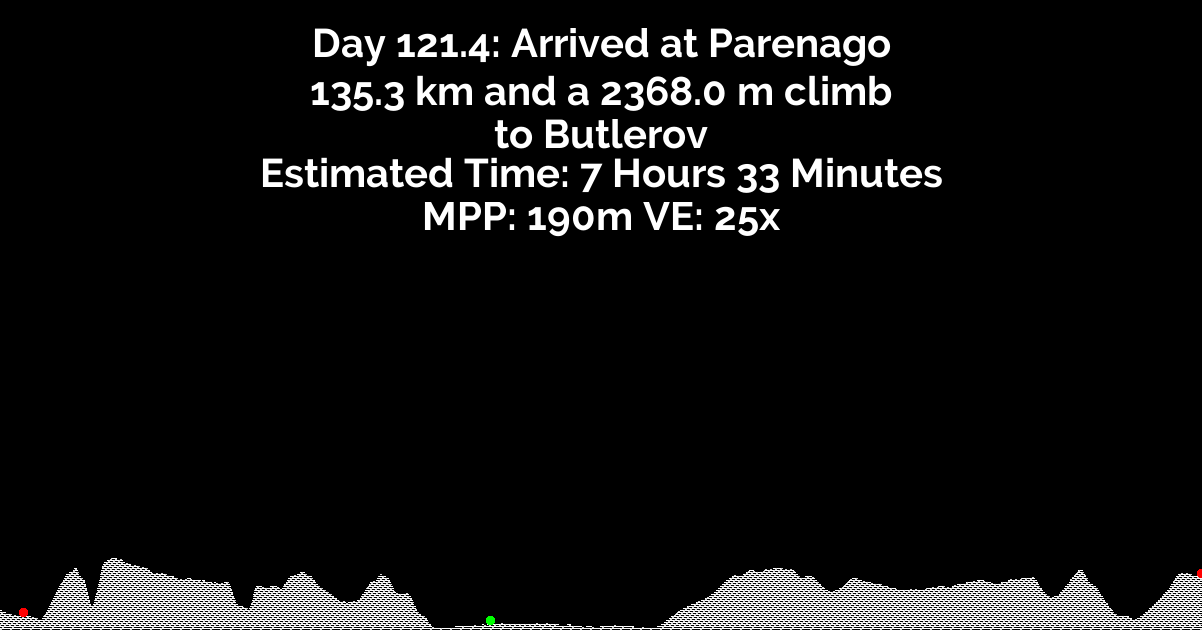 Day 121.4: Arrived at Parenago
135.3 km and a 2368.0 m climb
to Butlerov
Estimated Time: 7 Hours 33 Minutes
MPP: 190m VE: 25x